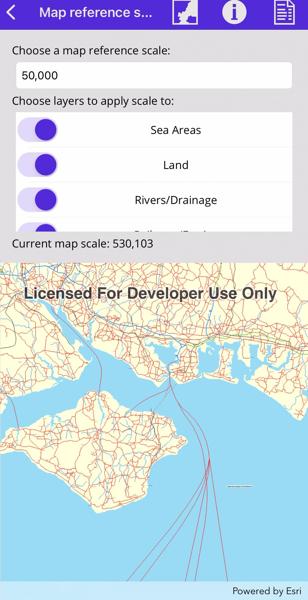 Map reference s...
Choose a map reference scale:
50,000
Choose layers to apply scale to:
Sea Areas
Land
Rivers/Drainage
Current map scale: 530,103
Licensed For Developer Use Only
Powered by Esri